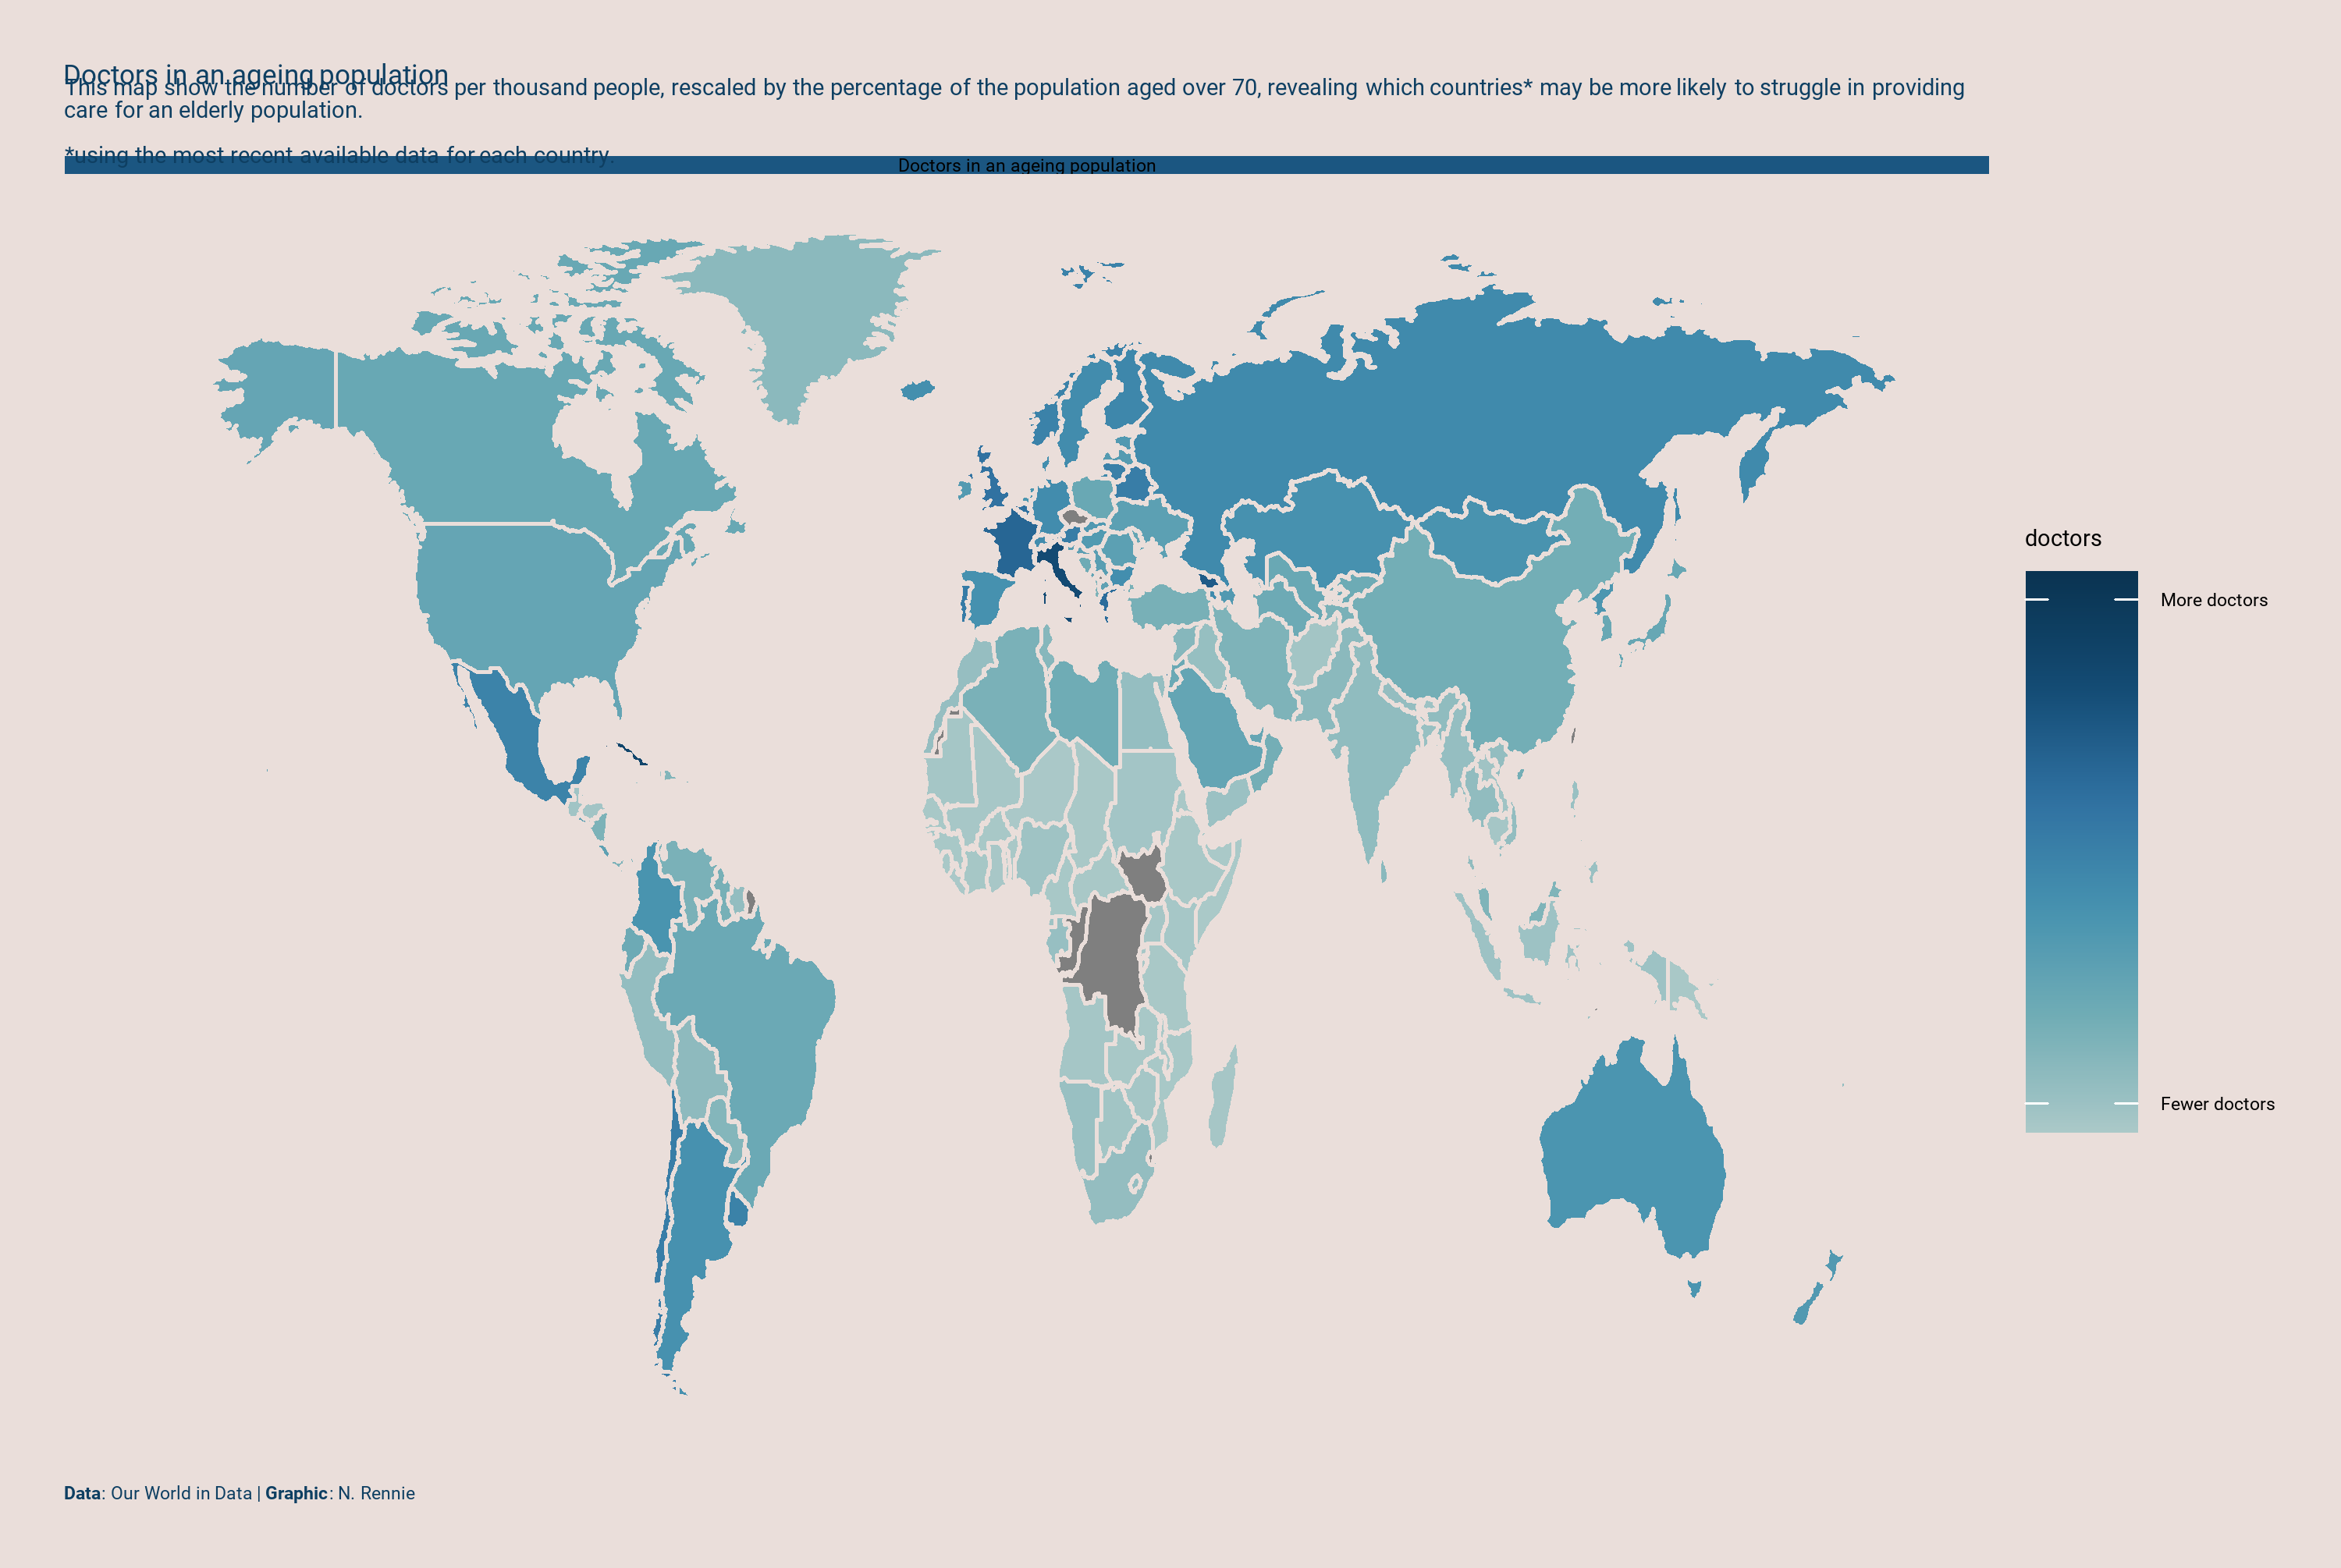 Doctors in an ageing population
This map show the number of doctors per thousand people, rescaled by the percentage of the population aged over 70, revealing which countries* may be more likely to struggle in providing
care for an elderly population.
*using the most recent available data for each country.
Doctors in an ageing population
doctors
More doctors
Fewer doctors
Data: Our World in Data | Graphic: N. Rennie